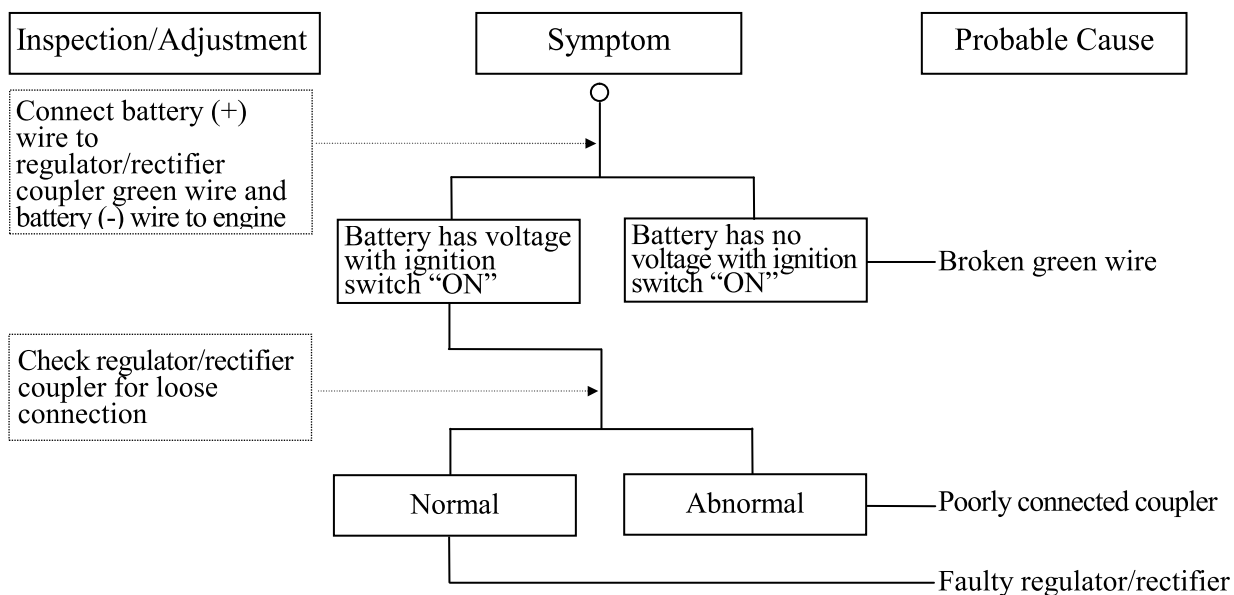 Inspection/Adjustment
Symptom
Probable Cause
Connect battery (+)
wire to
regulator/rectifier
coupler green wire and
battery (-) wire to engine
Battery has voltage
with ignition
switch “ON”
Battery has no
voltage with ignition
switch “ON”
Broken green wire
Check regulator/rectifier
coupler for loose
connection
Normal
Abnormal
Poorly connected coupler
Faulty regulator/rectifier